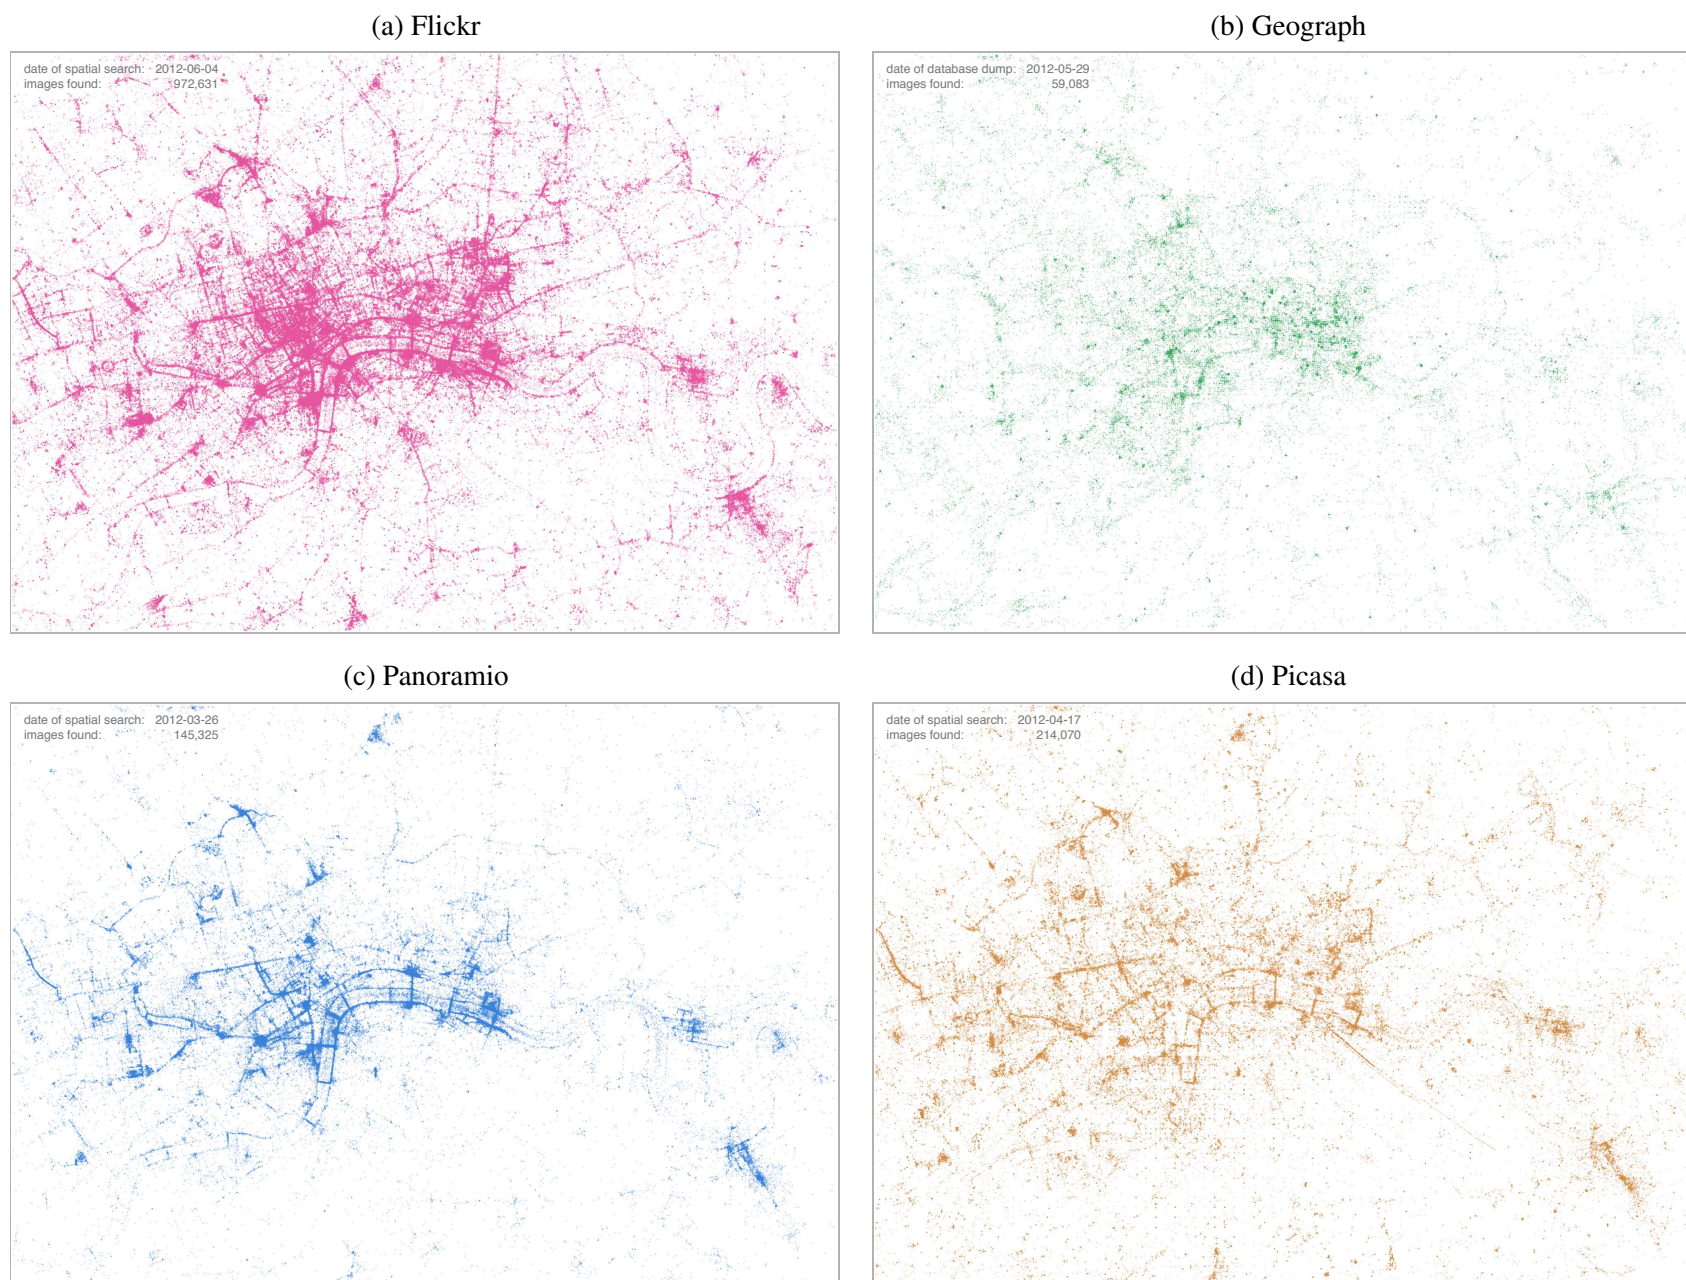 (a) Flickr
date of spatial search: 2012-06-04
images found: 972,631
(b) Geograph
date of database dump: 2012-05-29
images found: 59,083
(c) Panoramio
date of spatial search: 2012-03-26
images found: 145,325
(d) Picasa
date of spatial search: 2012-04-17
images found: 214,070